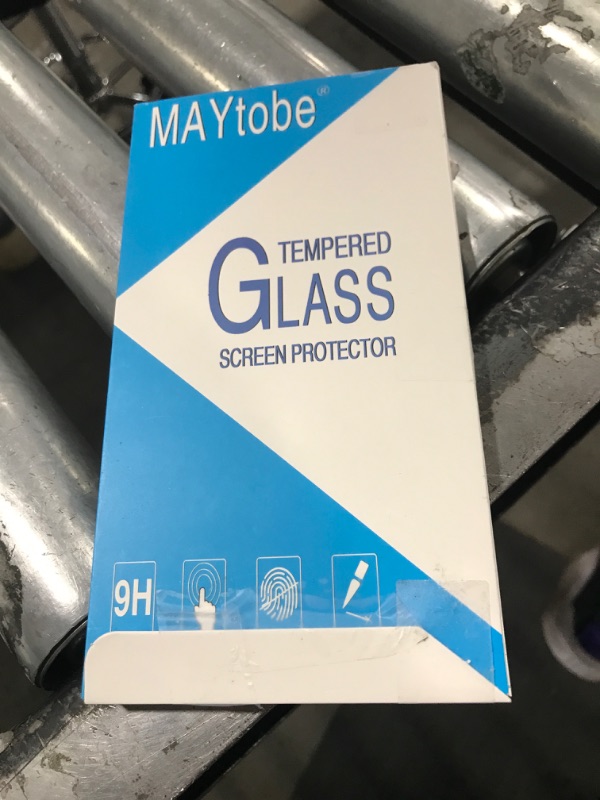 MAYtobe®
TEMPERED
GLASS
SCREEN PROTECTOR
9H